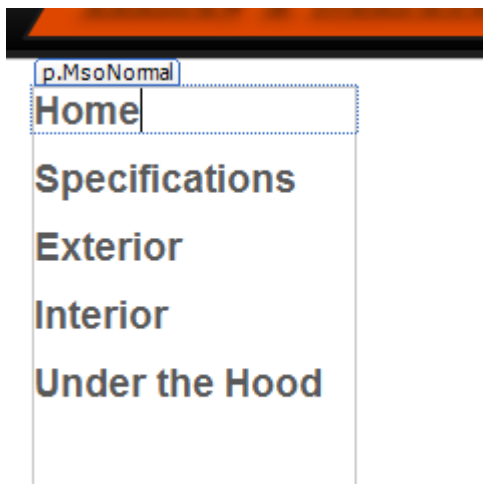 p.MsoNormal
Home
Specifications
Exterior
Interior
Under the Hood